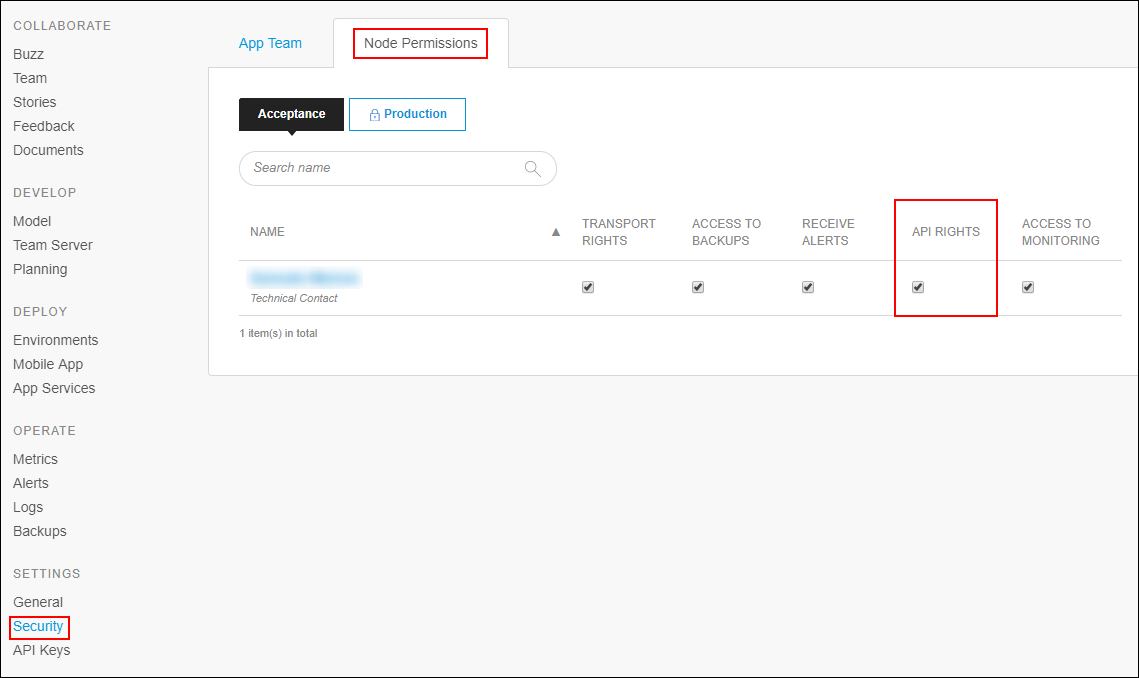 COLLABORATE
Buzz
Team
Stories
Feedback
Documents
DEVELOP
Model
Team Server
Planning
DEPLOY
Environments
Mobile App
App Services
OPERATE
Metrics
Alerts
Logs
Backups
SETTINGS
General
Security
API Keys
App Team
Node Permissions
Acceptance
Production
Search name
NAME
TRANSPORT
RIGHTS
ACCESS TO
BACKUPS
RECEIVE
ALERTS
API RIGHTS
ACCESS TO
MONITORING
Technical Contact
1 item(s) in total